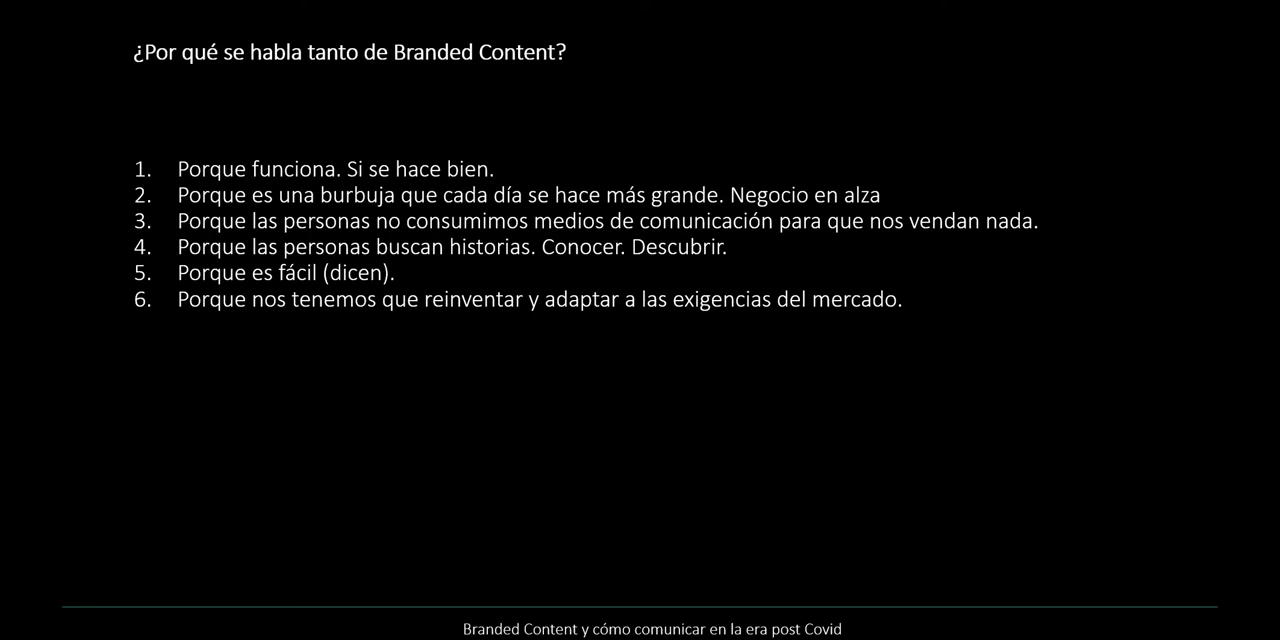 ¿Por qué se habla tanto de Branded Content?
1. Porque funciona. Si se hace bien.
2. Porque es una burbuja que cada día se hace más grande. Negocio en alza
3. Porque las personas no consumimos medios de comunicación para que nos vendan nada.
4. Porque las personas buscan historias. Conocer. Descubrir.
5. Porque es fácil (dicen).
6. Porque nos tenemos que reinventar y adaptar a las exigencias del mercado.
Branded Content y cómo comunicar en la era post Covid